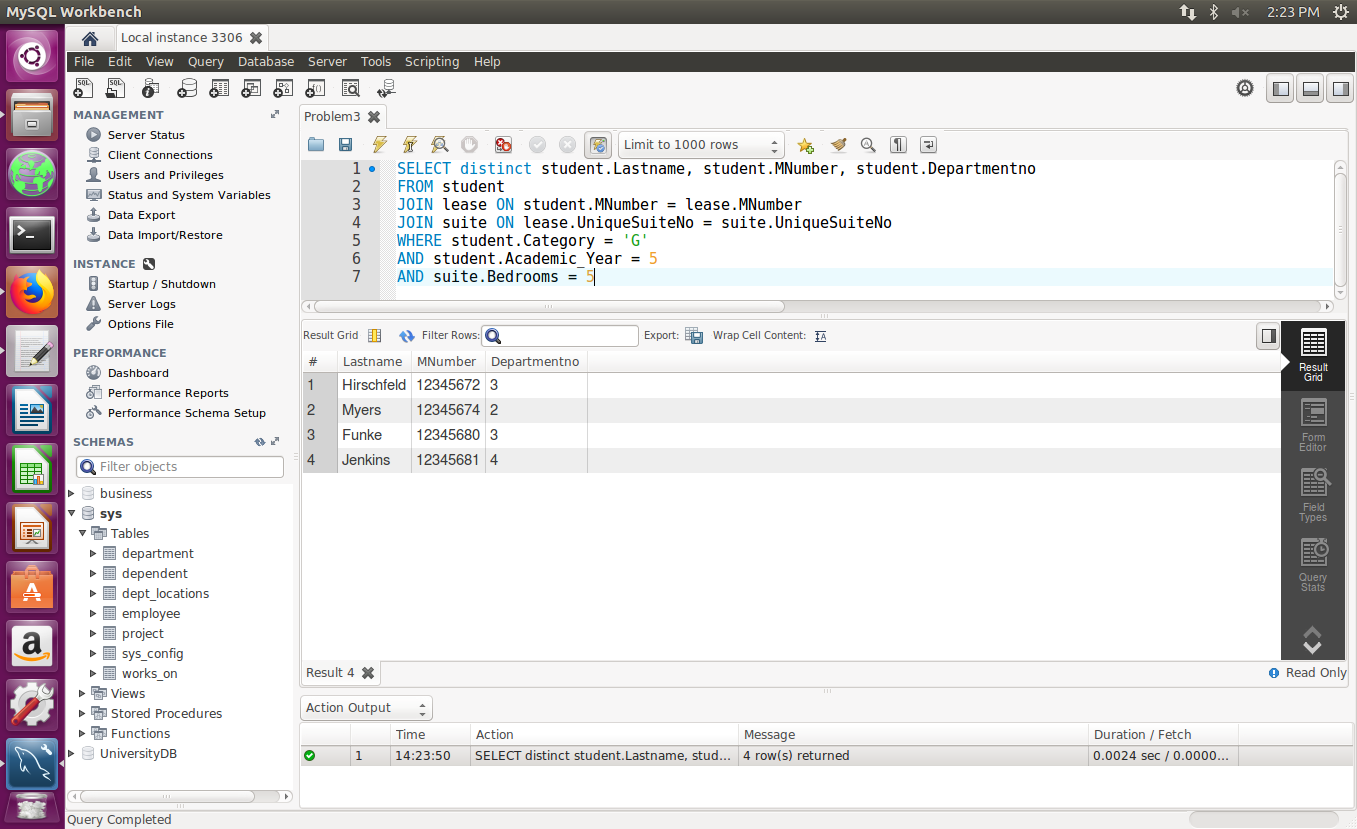 MySQL Workbench
2:23 PM
Local instance 3306
File Edit View Query Database Server Tools Scripting Help
MANAGEMENT
Server Status
Client Connections
Users and Privileges
Status and System Variables
Data Export
Data Import/Restore
INSTANCE
Startup / Shutdown
Server Logs
Options File
PERFORMANCE
Dashboard
Performance Reports
Performance Schema Setup
SCHEMAS
Filter objects
business
sys
Tables
department
dependent
dept_locations
employee
project
sys_config
works_on
Views
Stored Procedures
Functions
UniversityDB
Problem3
Limit to 1000 rows
1 SELECT distinct student.Lastname, student.MNumber, student.Departmentno
2 FROM student
3 JOIN lease ON student.MNumber = lease.MNumber
4 JOIN suite ON lease.UniqueSuiteNo = suite.UniqueSuiteNo
5 WHERE student.Category = 'G'
6 AND student.Academic_Year = 5
7 AND suite.Bedrooms = 5
Result Grid Filter Rows: Export: Wrap Cell Content:
# Lastname MNumber Departmentno
1 Hirschfeld 12345672 3
2 Myers 12345674 2
3 Funke 12345680 3
4 Jenkins 12345681 4
Result
Grid
Form
Editor
Field
Types
Query
Stats
Result 4
Read Only
Action Output
Time Action Message Duration / Fetch
1 14:23:50 SELECT distinct student.Lastname, stud... 4 row(s) returned 0.0024 sec / 0.0000...
Query Completed